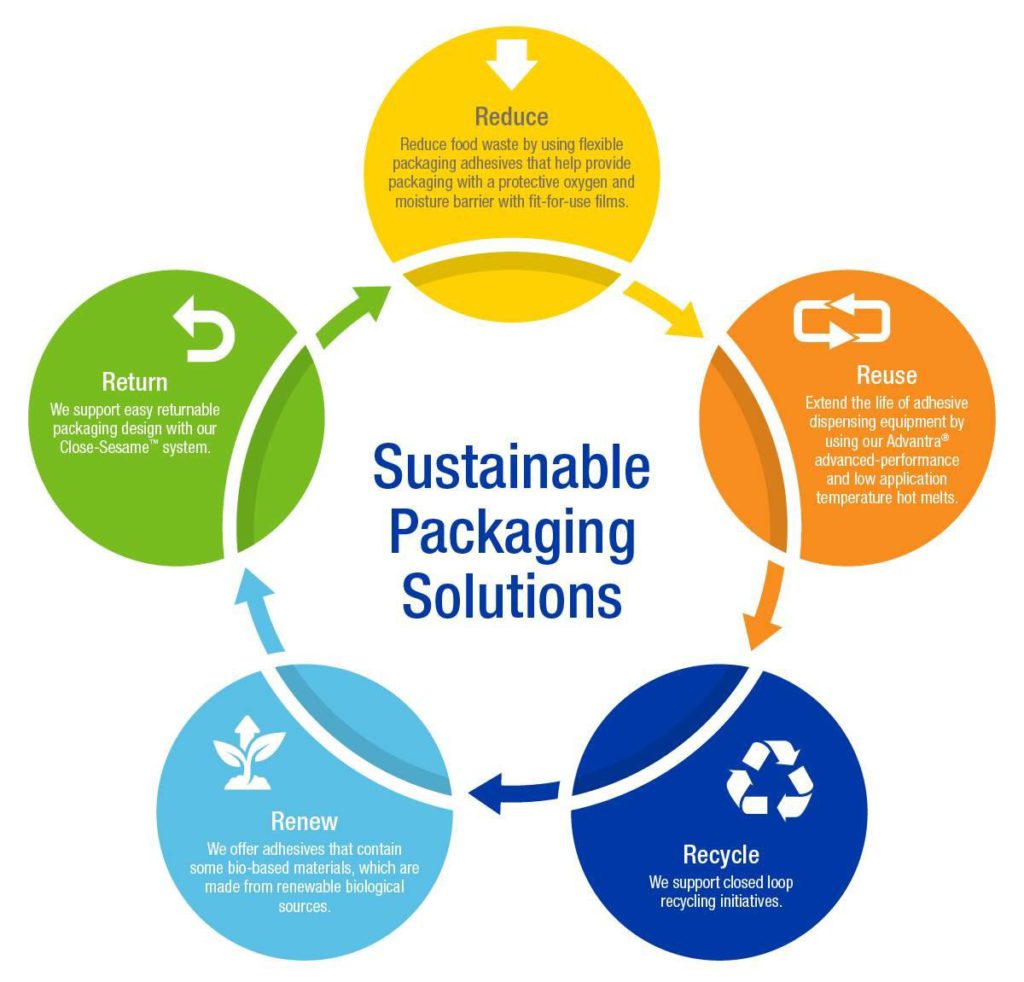 Reduce
Reduce food waste by using flexible
packaging adhesives that help provide
packaging with a protective oxygen and
moisture barrier with fit-for-use films.
Reuse
Extend the life of adhesive
dispensing equipment by
using our Advantra®
advanced-performance
and low application
temperature hot melts.
Recycle
We support closed loop
recycling initiatives.
Renew
We offer adhesives that contain
some bio-based materials, which are
made from renewable biological
sources.
Return
We support easy returnable
packaging design with our
Close-Sesame™ system.
Sustainable
Packaging
Solutions